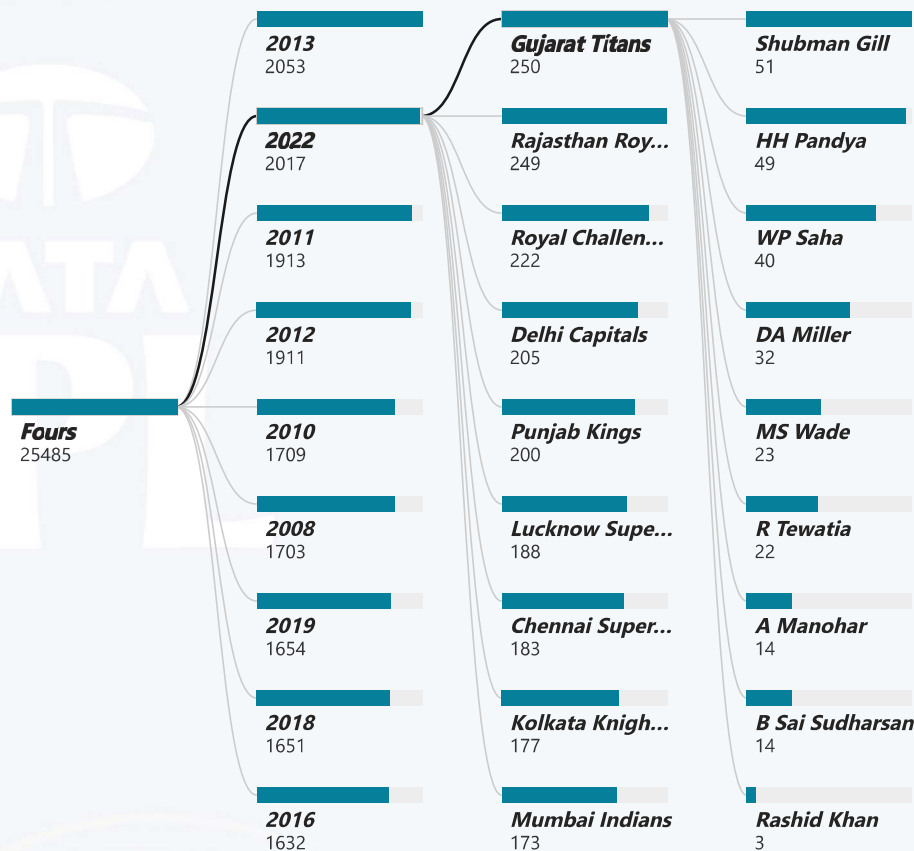 Fours
25485
2013
2053
2022
2017
2011
1913
2012
1911
2010
1709
2008
1703
2019
1654
2018
1651
2016
1632
Gujarat Titans
250
Rajasthan Roy...
249
Royal Challen...
222
Delhi Capitals
205
Punjab Kings
200
Lucknow Supe...
188
Chennai Super...
183
Kolkata Knigh...
177
Mumbai Indians
173
Shubman Gill
51
HH Pandya
49
WP Saha
40
DA Miller
32
MS Wade
23
R Tewatia
22
A Manohar
14
B Sai Sudharsan
14
Rashid Khan
3
TATA
IPL